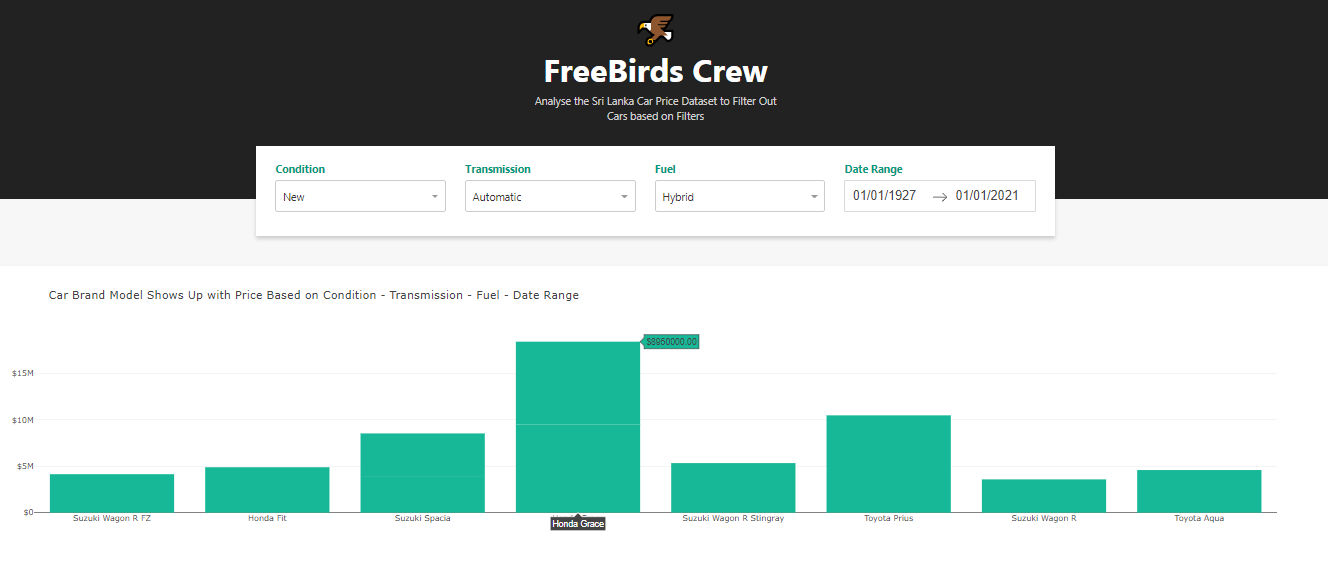 FreeBirds Crew
Analyse the Sri Lanka Car Price Dataset to Filter Out
Cars based on Filters
Condition
Transmission
Fuel
Date Range
New
Automatic
Hybrid
01/01/1927
01/01/2021
Car Brand Model Shows Up with Price Based on Condition - Transmission - Fuel - Date Range
$8950000.00
$15M
$10M
$5M
$0
Suzuki Wagon R FZ
Honda Fit
Suzuki Spacia
Honda Grace
Suzuki Wagon R Stingray
Toyota Prius
Suzuki Wagon R
Toyota Aqua